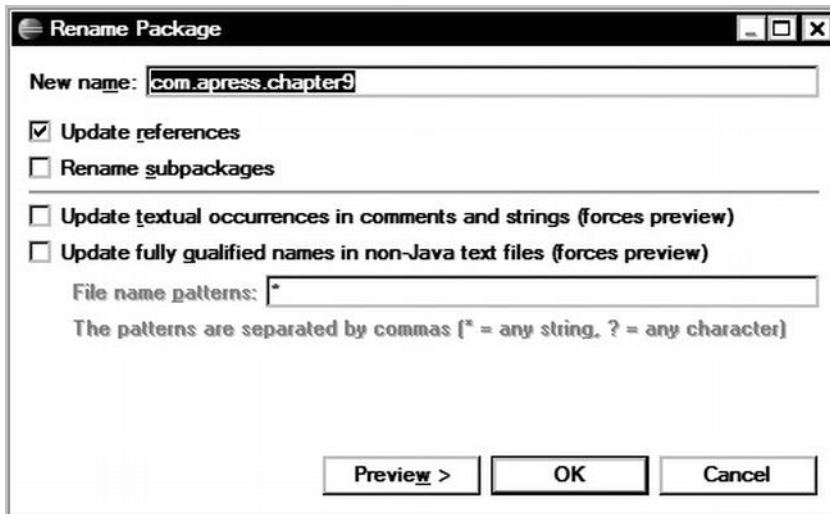 Rename Package
New name: com.apress.chapter9
Update references
Rename subpackages
Update textual occurrences in comments and strings (forces preview)
Update fully qualified names in non-Java text files (forces preview)
File name patterns: *
The patterns are separated by commas (* = any string, ? = any character)
Preview > OK Cancel